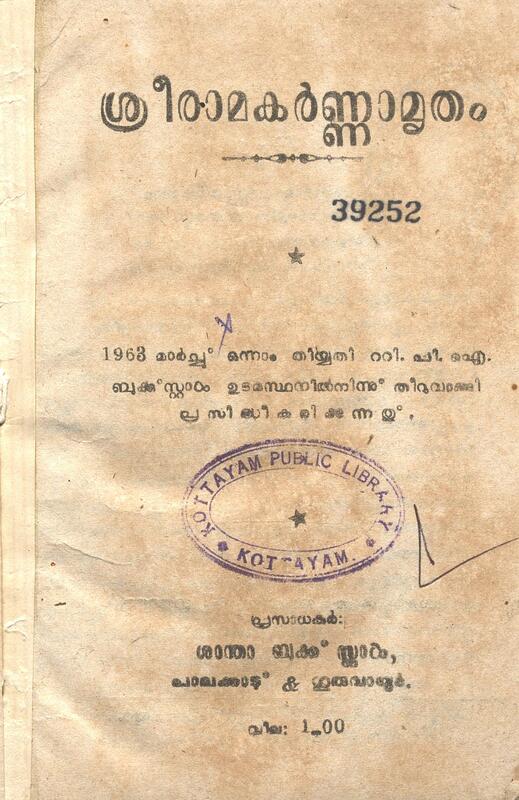 ശ്രീരാമകർണ്ണാമൃതം
39252
1963 മാർച്ച് ഒന്നാം തിയ്യതി ററി. പി. ഐ.
ബുക്ക്സ്റ്റാൾ ഉടമസ്ഥനിൽനിന്നു് തീറുവാങ്ങി
പ്രസിദ്ധീകരിക്കുന്നതു്.
KOTTAYAM PUBLIC LIBRARY
KOTTAYAM.
പ്രസാധകർ:
ശാന്താ ബുക്ക് സ്റ്റാൾ,
പാലക്കാട് & ഗുരുവായൂർ.
വില: 1.00